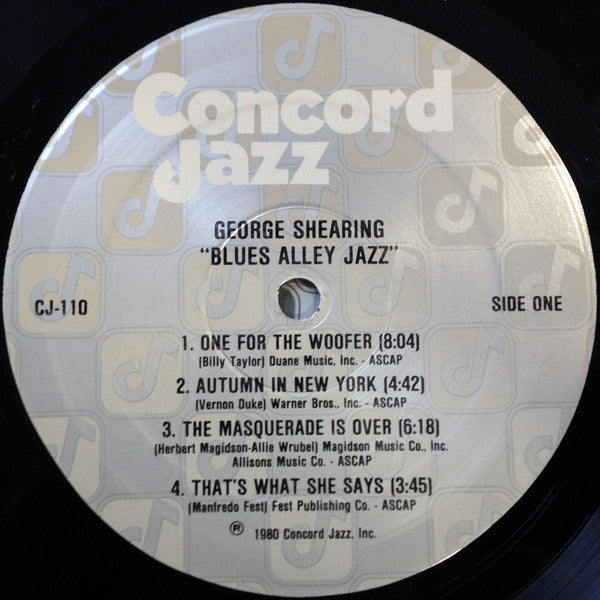 Concord
Jazz
GEORGE SHEARING
"BLUES ALLEY JAZZ"
CJ-110
SIDE ONE
1. ONE FOR THE WOOFER (8:04)
(Billy Taylor) Duane Music, Inc. - ASCAP
2. AUTUMN IN NEW YORK (4:42)
(Vernon Duke) Warner Bros., Inc. - ASCAP
3. THE MASQUERADE IS OVER (6:18)
(Herbert Magidson-Allie Wrubel) Magidson Music Co., Inc.
Allisons Music Co. - ASCAP
4. THAT'S WHAT SHE SAYS (3:45)
(Manfredo Fest) Fest Publishing Co. - ASCAP
℗ 1980 Concord Jazz, Inc.